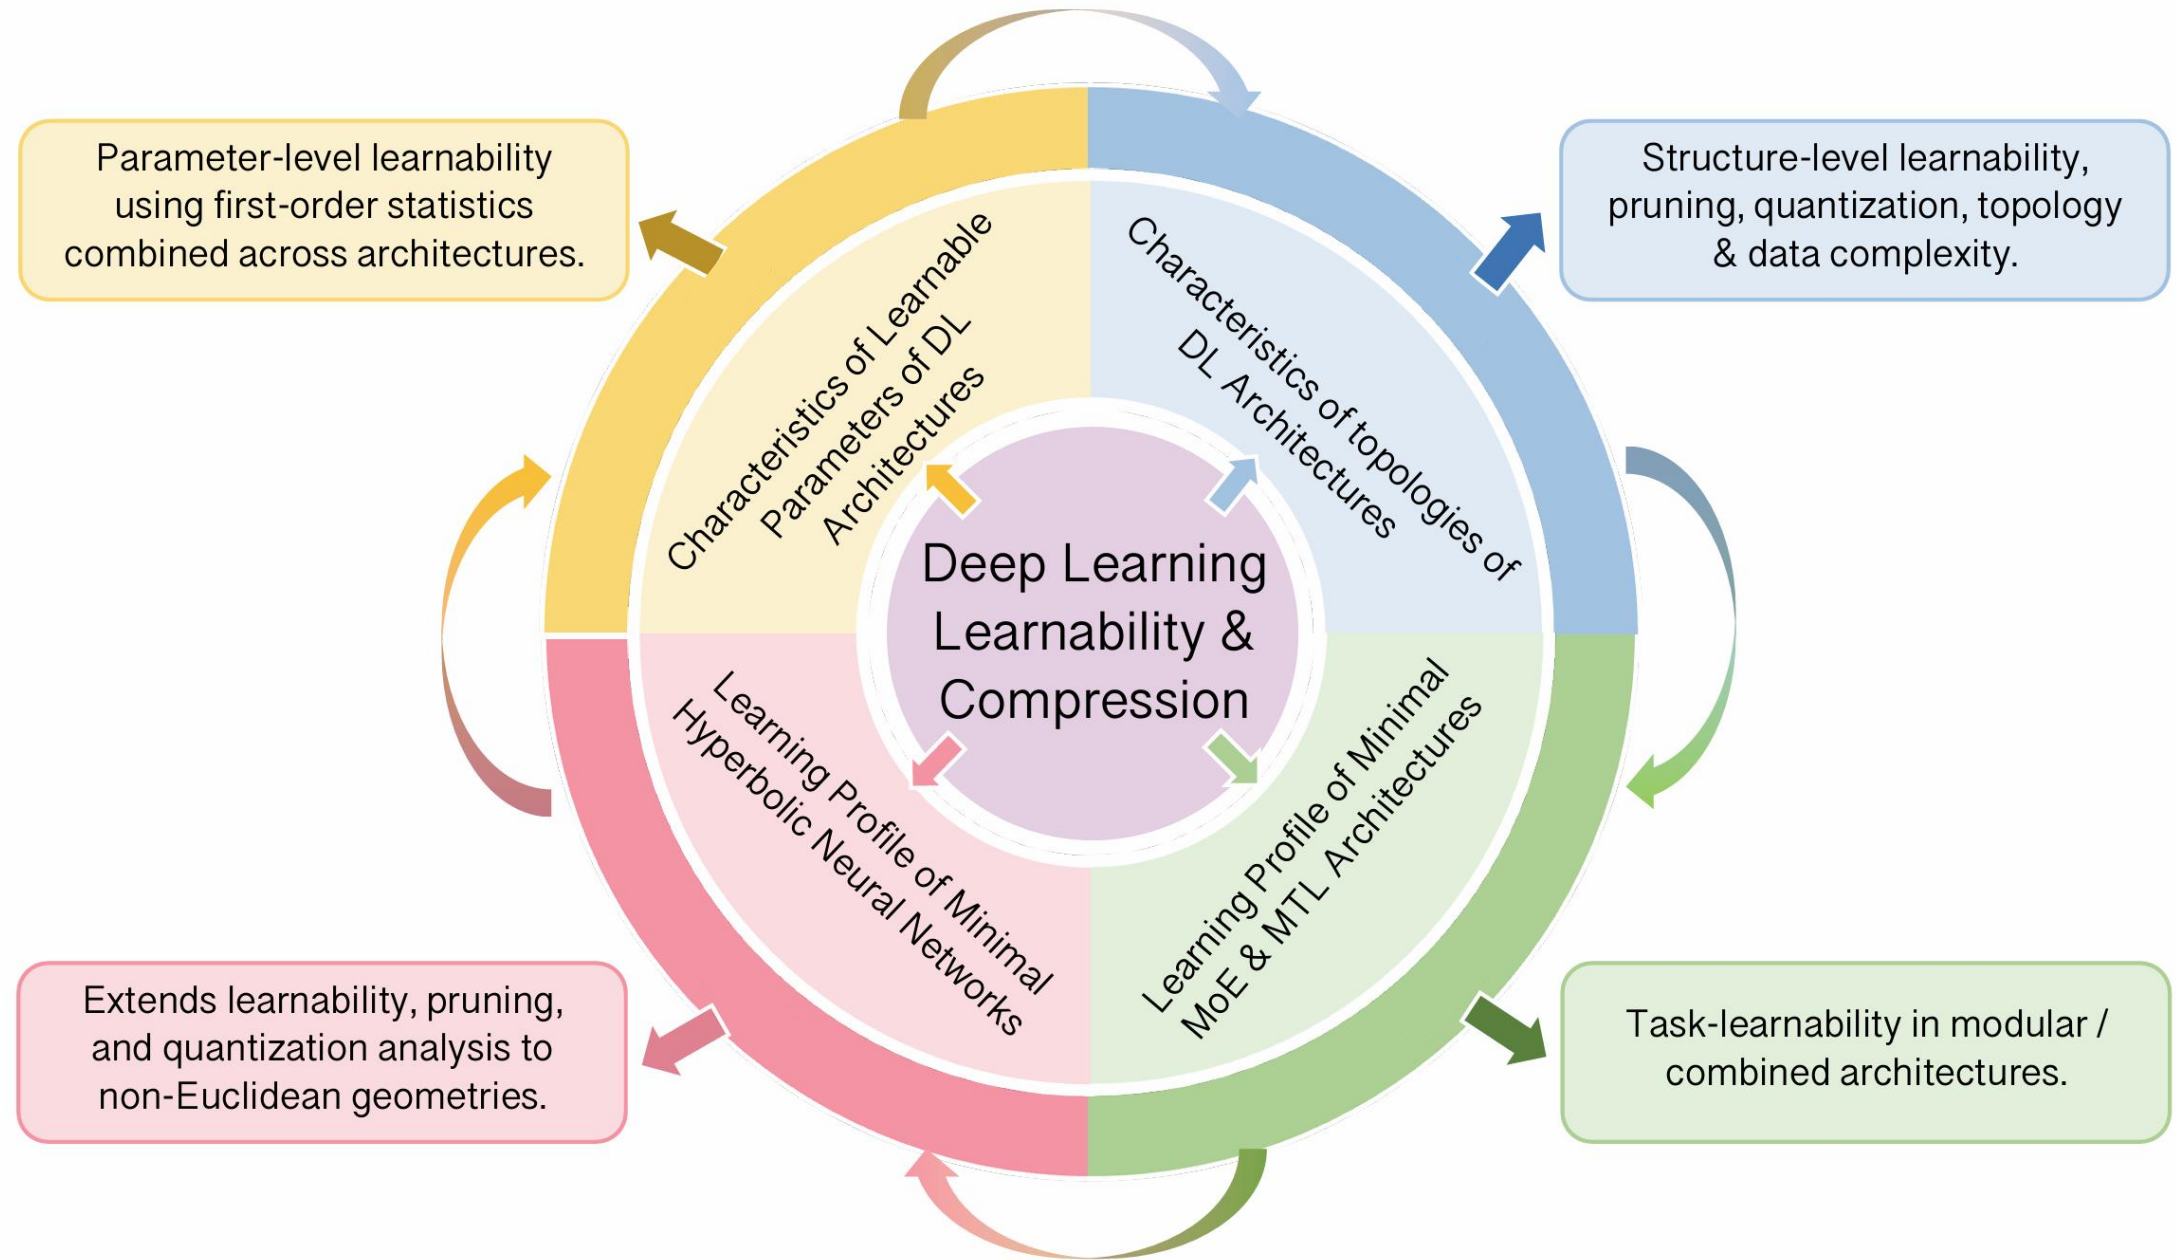 Parameter-level learnability
using first-order statistics
combined across architectures.
Structure-level learnability,
pruning, quantization, topology
& data complexity.
Characteristics of Learnable
Parameters of DL
Architectures
Characteristics of topologies of
DL Architectures
Deep Learning
Learnability &
Compression
Learning Profile of Minimal
Hyperbolic Neural Networks
Learning Profile of Minimal
MoE & MTL Architectures
Extends learnability, pruning,
and quantization analysis to
non-Euclidean geometries.
Task-learnability in modular /
combined architectures.